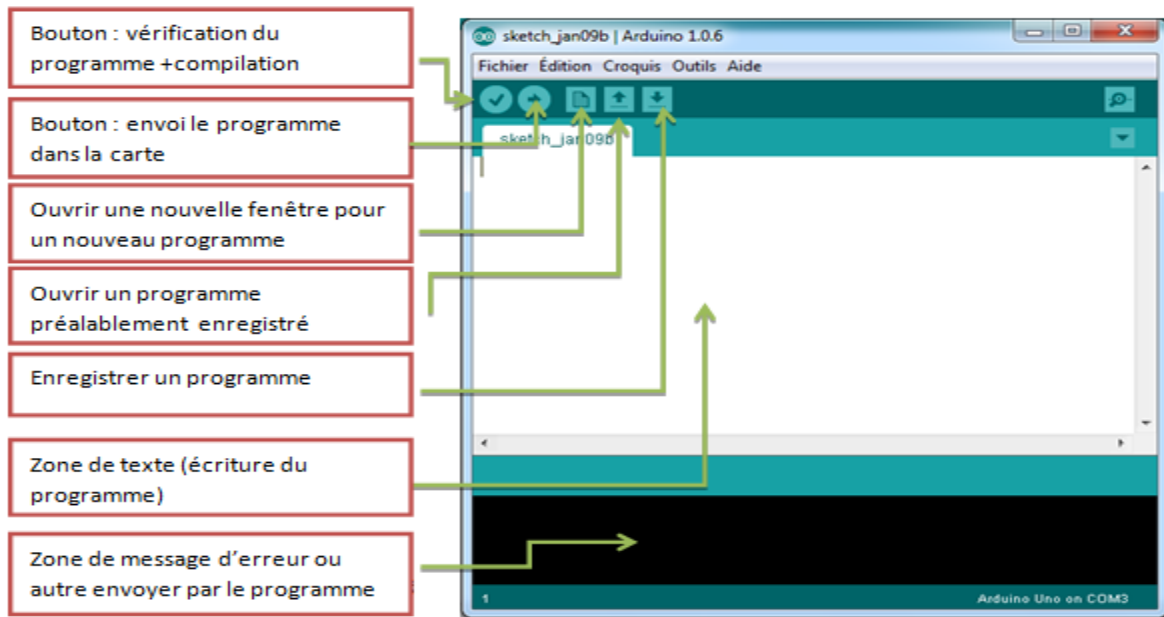 Bouton : vérification du
programme +compilation
Bouton : envoi le programme
dans la carte
Ouvrir une nouvelle fenêtre pour
un nouveau programme
Ouvrir un programme
préalablement enregistré
Enregistrer un programme
Zone de texte (écriture du
programme)
Zone de message d'erreur ou
autre envoyer par le programme
sketch_jan09b | Arduino 1.0.6
Fichier Édition Croquis Outils Aide
sketch_jan09b
1
Arduino Uno on COM3